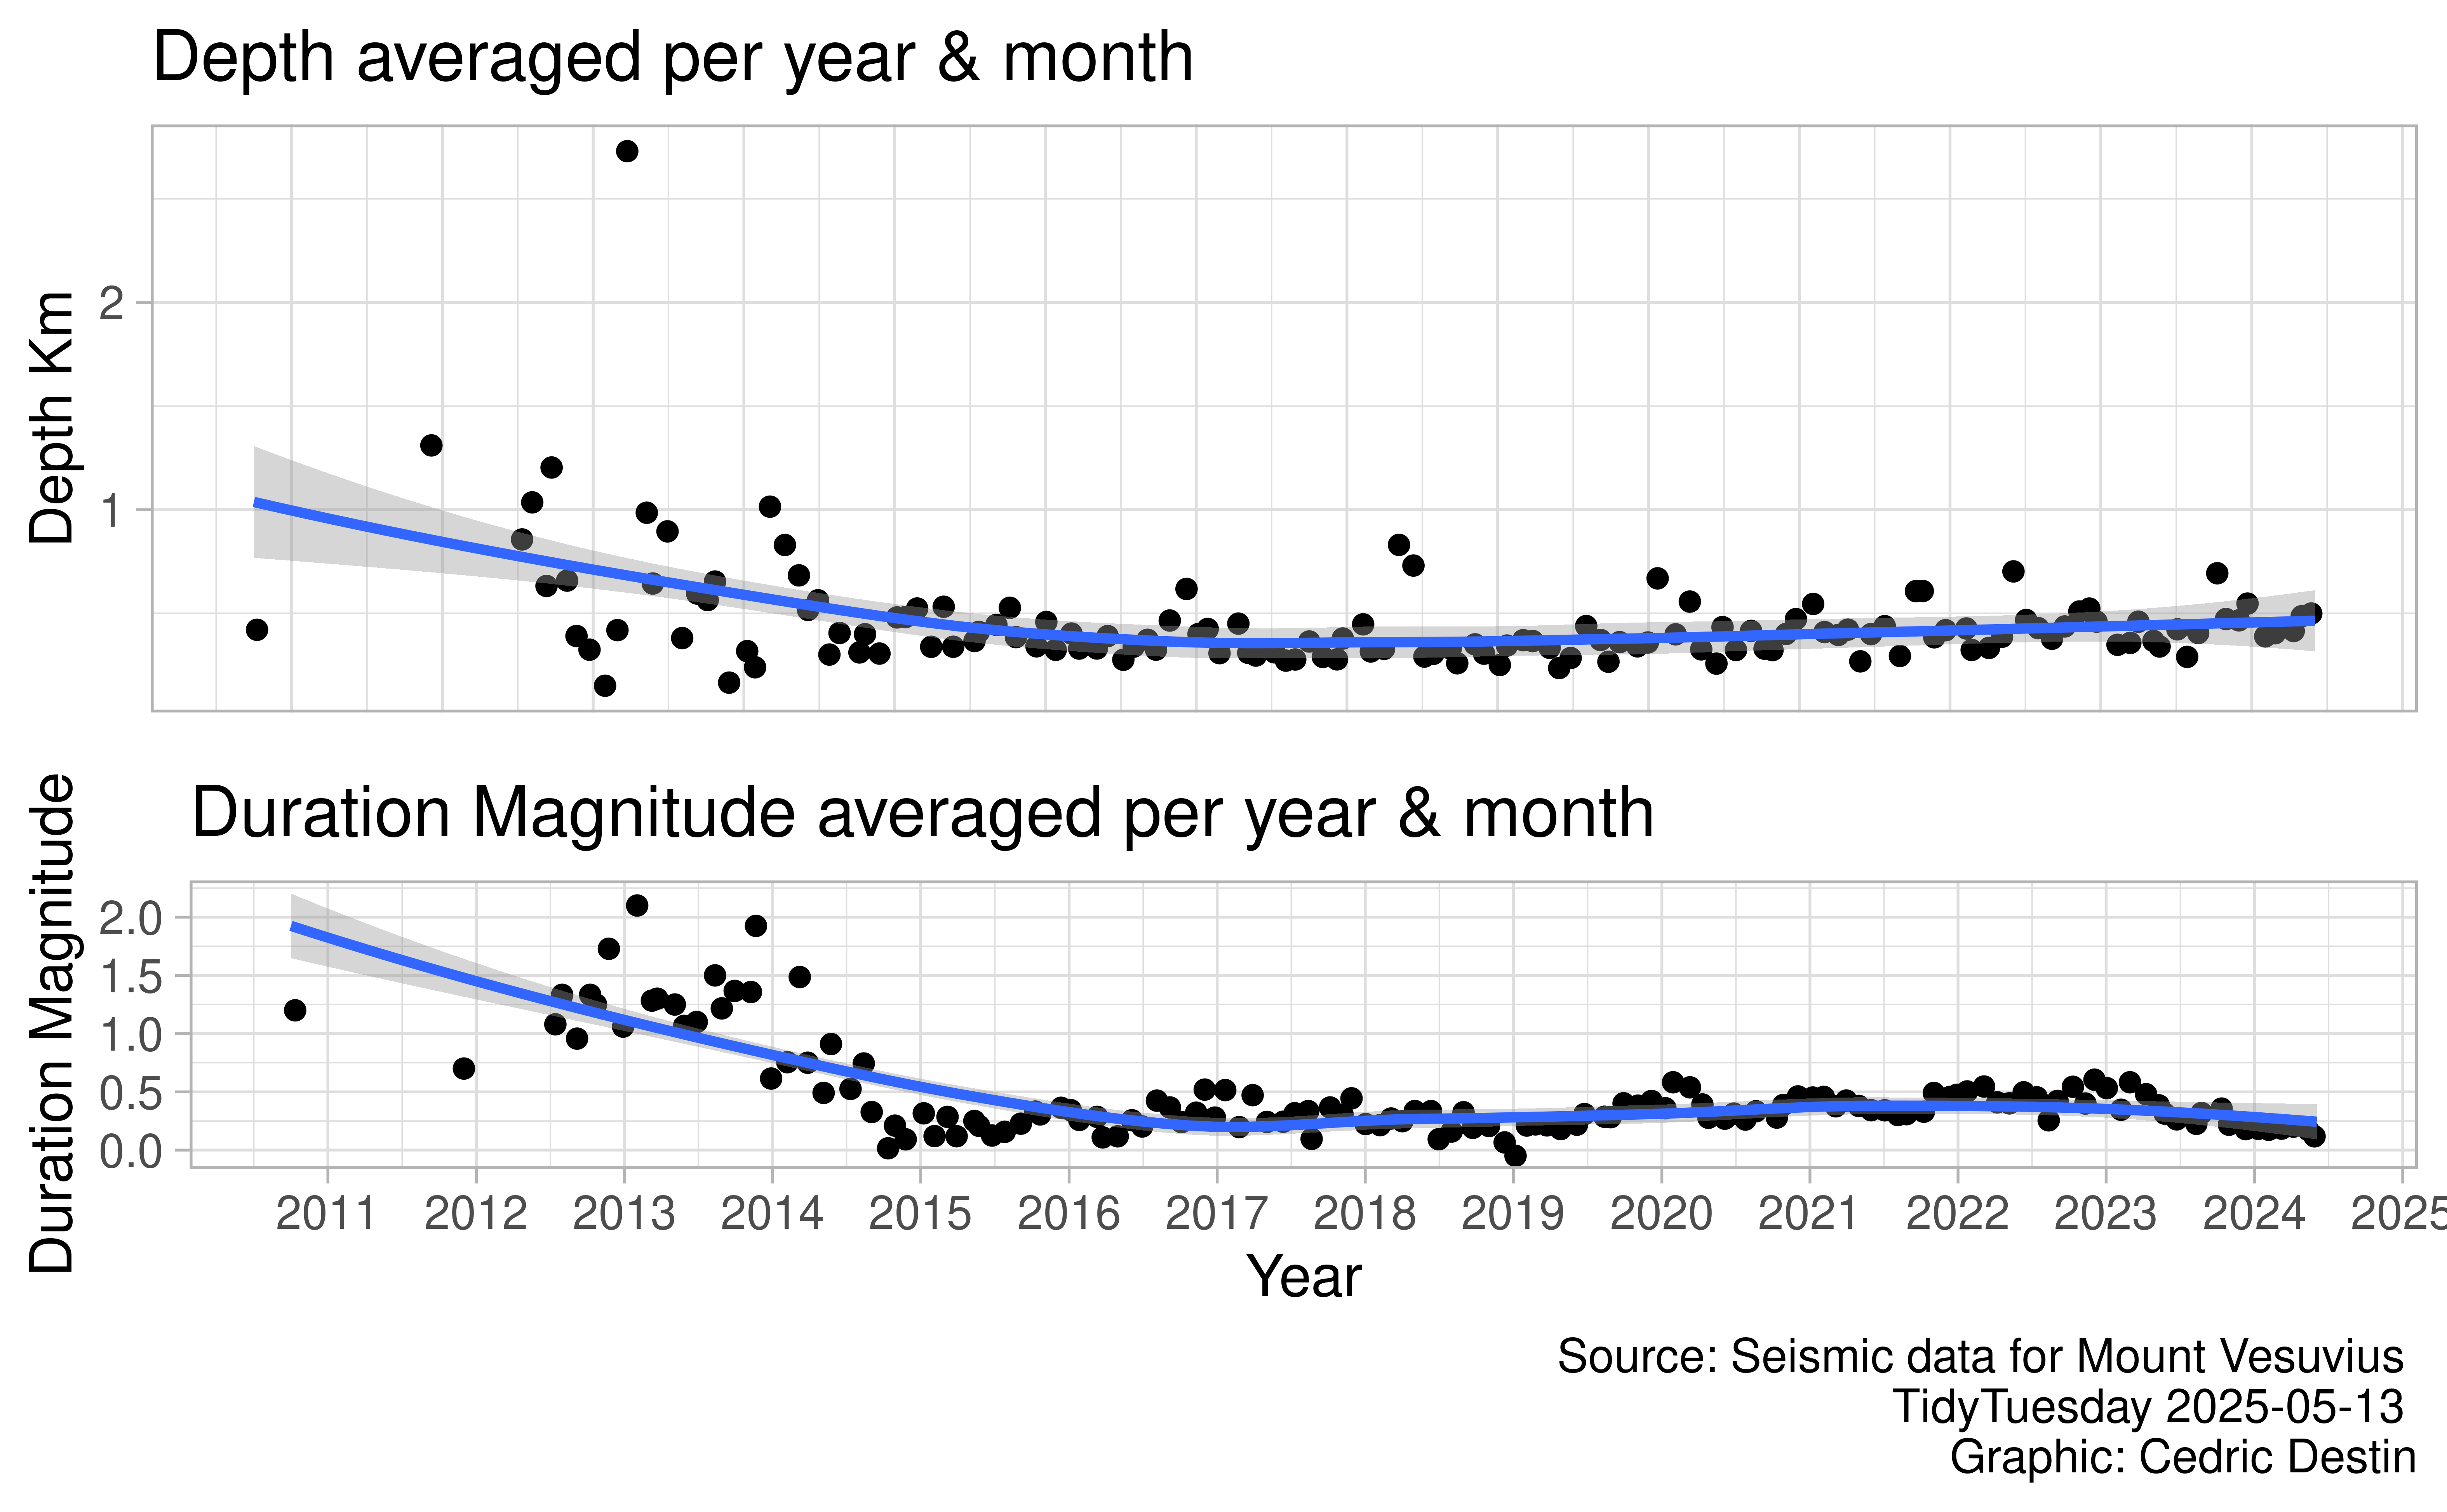 Depth averaged per year & month
Depth Km
2
1
Duration Magnitude averaged per year & month
Duration Magnitude
2.0
1.5
1.0
0.5
0.0
2011 2012 2013 2014 2015 2016 2017 2018 2019 2020 2021 2022 2023 2024 2025
Year
Source: Seismic data for Mount Vesuvius
TidyTuesday 2025-05-13
Graphic: Cedric Destin